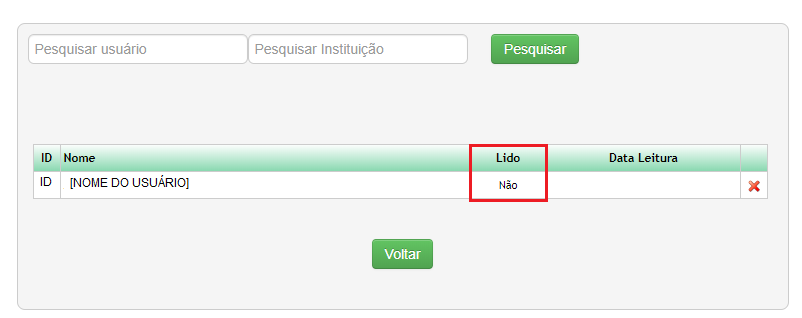 Pesquisar usuário Pesquisar Instituição Pesquisar
ID Nome Lido Data Leitura
ID [NOME DO USUÁRIO] Não
Voltar